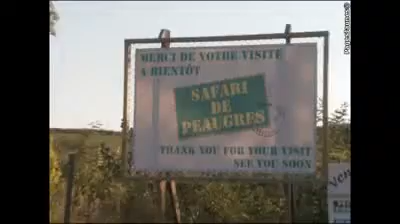 MERCI DE VOTRE VISITE
A BIENTÔT
SAFARI
DE
PEAUGRES
THANK YOU FOR YOUR VISIT
SEE YOU SOON